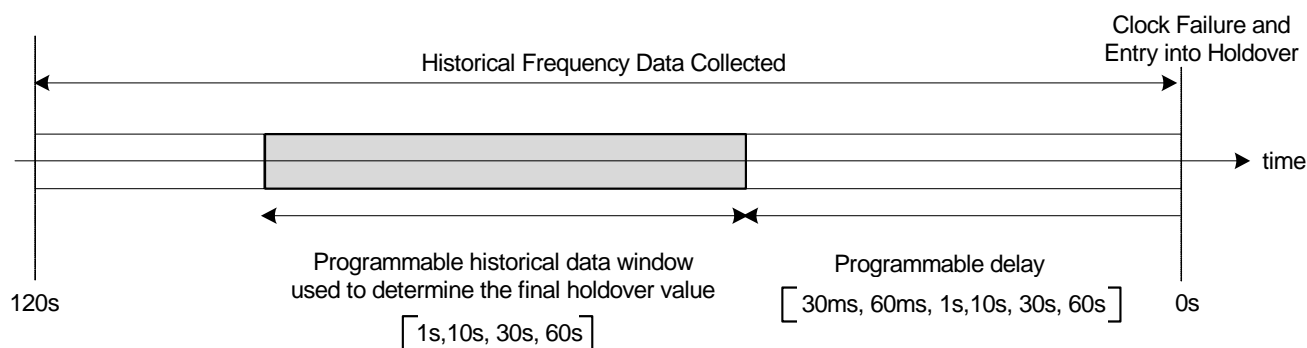 Clock Failure and
Entry into Holdover
Historical Frequency Data Collected
time
Programmable historical data window
used to determine the final holdover value
[1s,10s, 30s, 60s]
Programmable delay
[30ms, 60ms, 1s,10s, 30s, 60s]
120s
0s